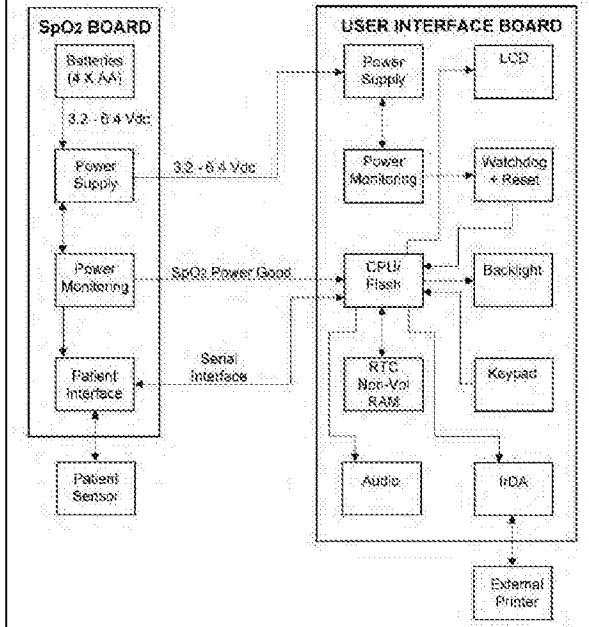 SpO2 BOARD
Batteries
(4 X AA)
3.2 - 6.4 Vdc
Power
Supply
3.2 - 6.4 Vdc
Power
Monitoring
SpO2 Power Good
Serial
Interface
Patient
Interface
Patient
Sensor
USER INTERFACE BOARD
Power
Supply
LCD
Power
Monitoring
Watchdog
+ Reset
CPU/
Flash
Backlight
RTC
Non-Vol
RAM
Keypad
Audio
IrDA
External
Printer